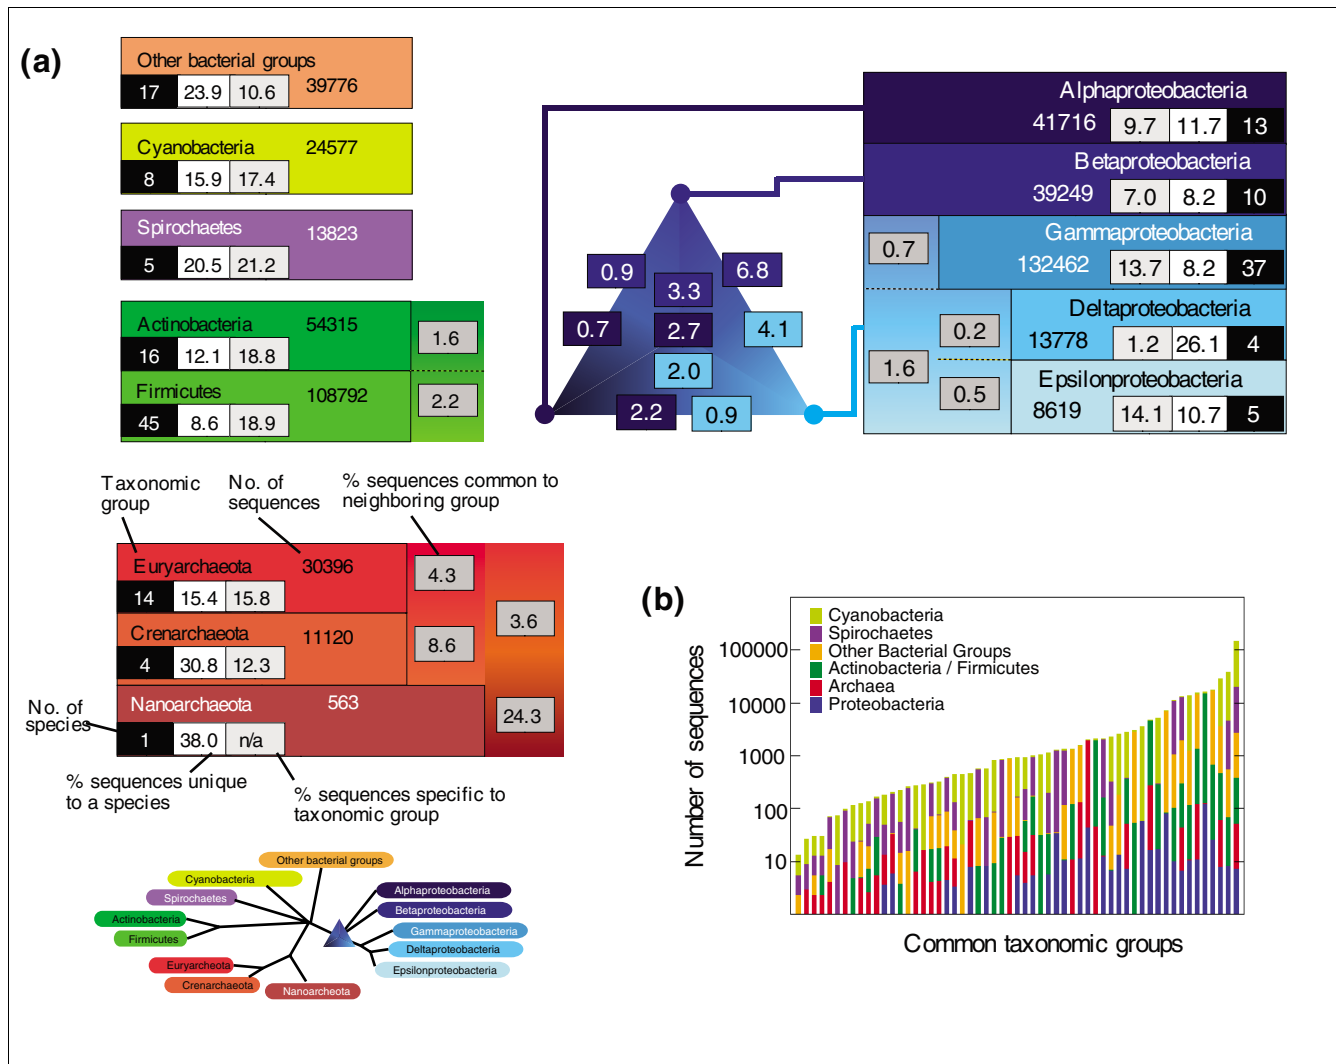 (a)
Other bacterial groups
17 23.9 10.6 39776
Cyanobacteria 24577
8 15.9 17.4
Spirochaetes 13823
5 20.5 21.2
Actinobacteria 54315
16 12.1 18.8
1.6
Firmicutes 108792
45 8.6 18.9
2.2
0.9
6.8
3.3
0.7
2.7
4.1
2.0
2.2
0.9
Alphaproteobacteria
41716 9.7 11.7 13
Betaproteobacteria
39249 7.0 8.2 10
Gammaproteobacteria
0.7
132462 13.7 8.2 37
Deltaproteobacteria
0.2
13778 1.2 26.1 4
1.6
Epsilonproteobacteria
0.5
8619 14.1 10.7 5
Taxonomic
group
No. of
sequences
% sequences common to
neighboring group
Euryarchaeota 30396
14 15.4 15.8
4.3
Crenarchaeota 11120
4 30.8 12.3
8.6
3.6
Nanoarchaeota 563
1 38.0 n/a
24.3
No. of
species
% sequences unique
to a species
% sequences specific to
taxonomic group
Other bacterial groups
Cyanobacteria
Spirochaetes
Actinobacteria
Firmicutes
Euryarcheota
Crenarchaeota
Nanoarcheota
Alphaproteobacteria
Betaproteobacteria
Gammaproteobacteria
Deltaproteobacteria
Epsilonproteobacteria
(b)
Number of sequences
100000
10000
1000
100
10
Cyanobacteria
Spirochaetes
Other Bacterial Groups
Actinobacteria / Firmicutes
Archaea
Proteobacteria
Common taxonomic groups